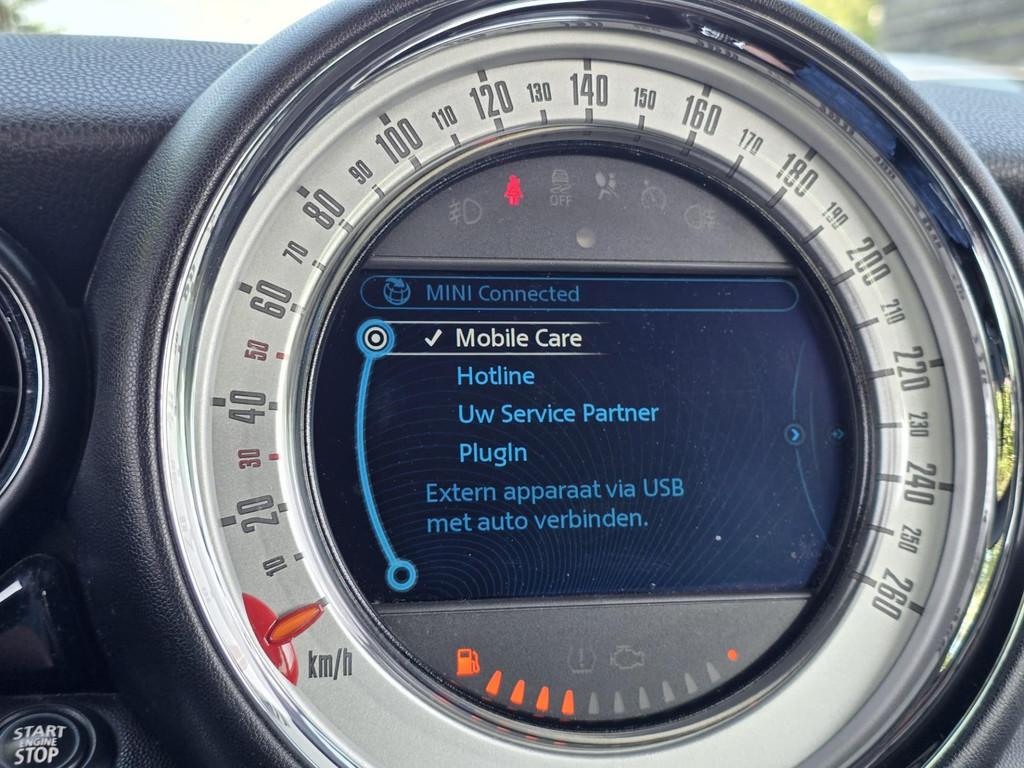 10
20
30
40
50
60
70
80
90
100
110
120
130
140
150
160
170
180
190
200
210
220
230
240
250
260
km/h
OFF
MINI Connected
Mobile Care
Hotline
Uw Service Partner
PlugIn
Extern apparaat via USB
met auto verbinden.
START
ENGINE
STOP